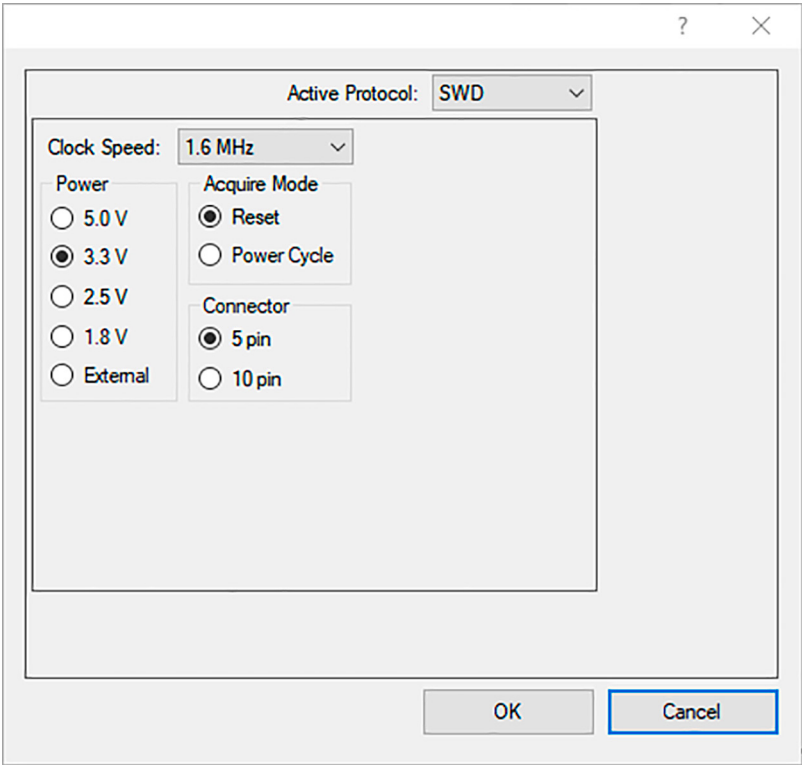 ?
Active Protocol: SWD
Clock Speed: 1.6 MHz
Power
5.0 V
3.3 V
2.5 V
1.8 V
External
Acquire Mode
Reset
Power Cycle
Connector
5 pin
10 pin
OK
Cancel